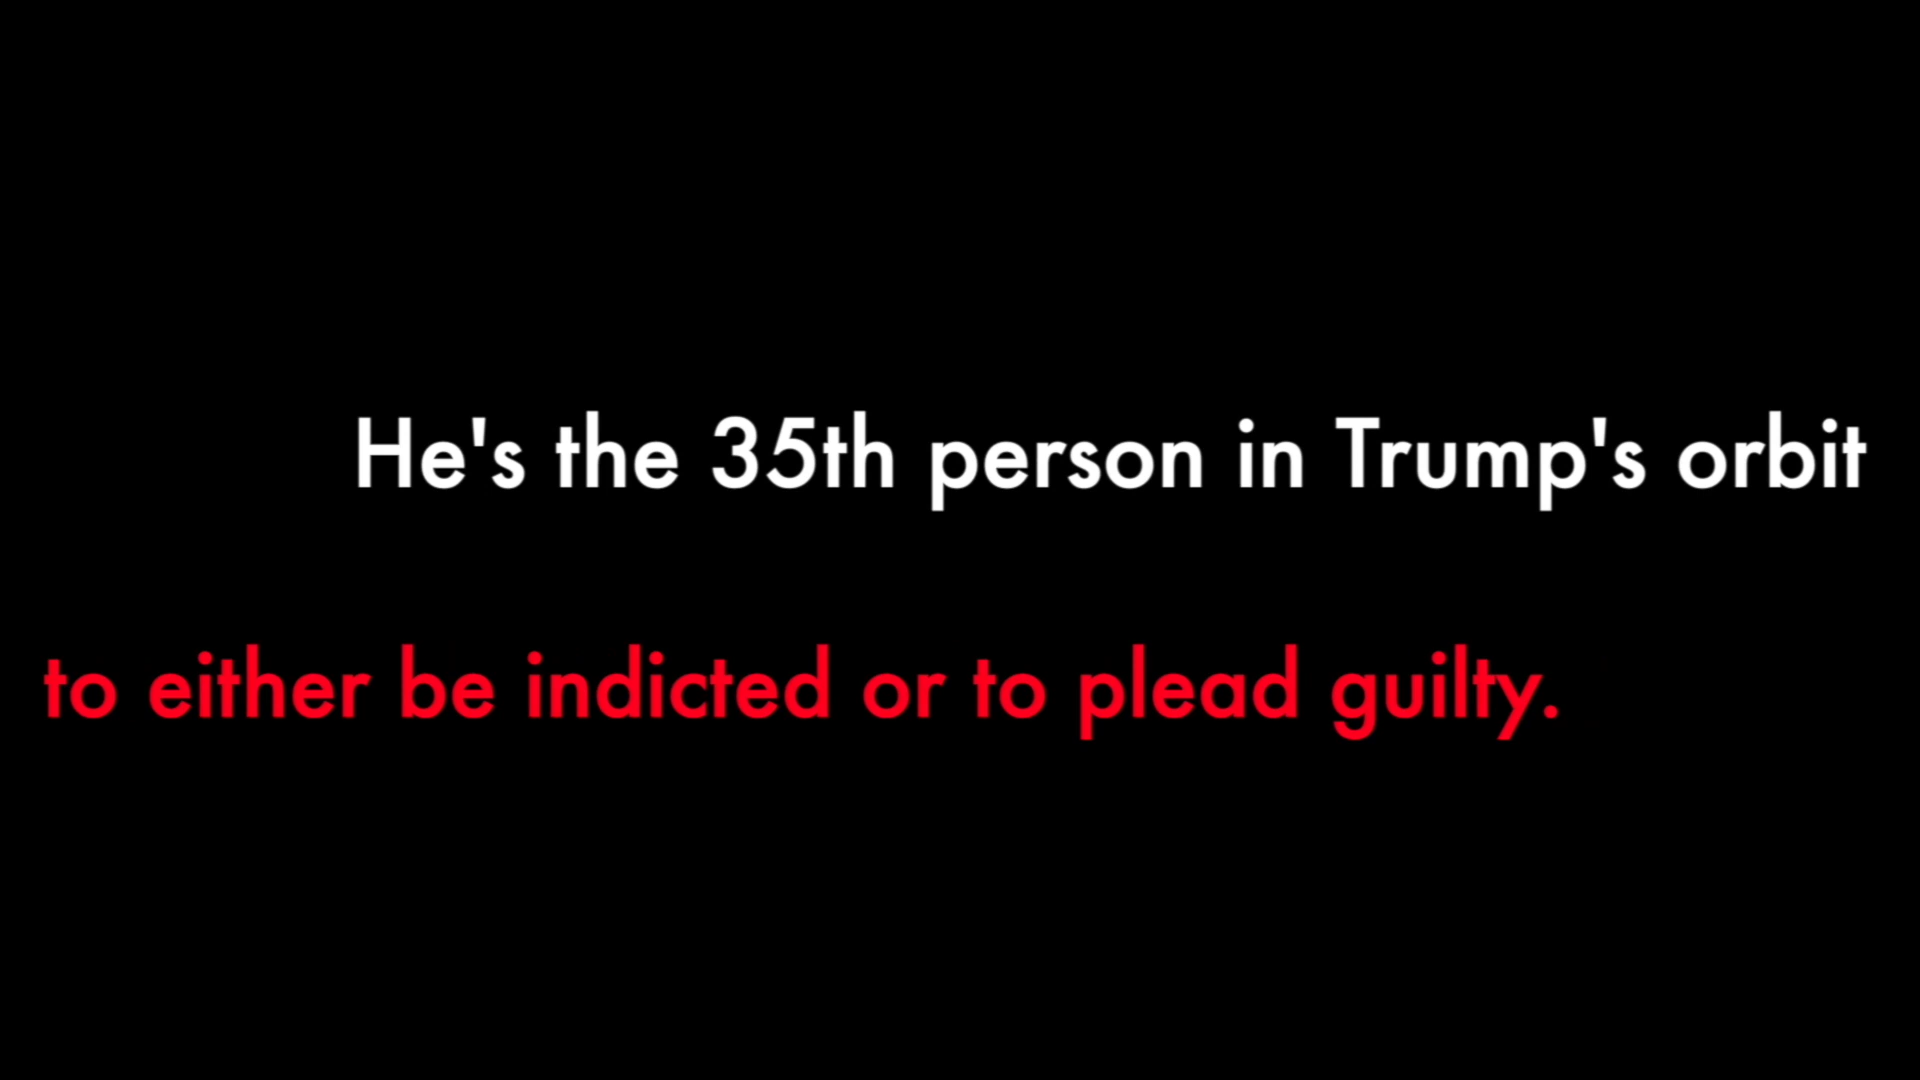 He's the 35th person in Trump's orbit
to either be indicted or to plead guilty.